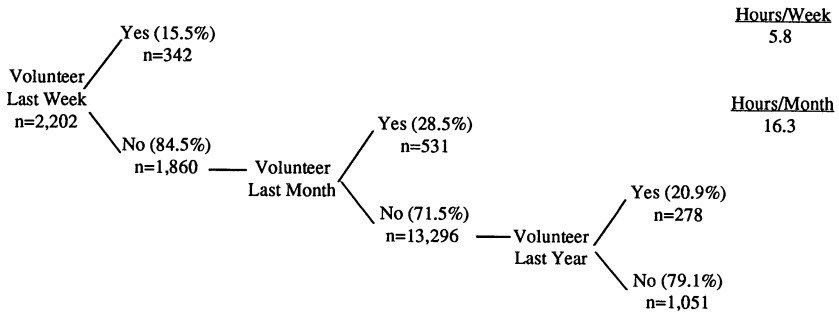 Hours/Week
5.8
Yes (15.5%)
n=342
Volunteer
Last Week
n=2,202
Hours/Month
16.3
No (84.5%)
n=1,860
Yes (28.5%)
n=531
Volunteer
Last Month
No (71.5%)
n=13,296
Yes (20.9%)
n=278
Volunteer
Last Year
No (79.1%)
n=1,051